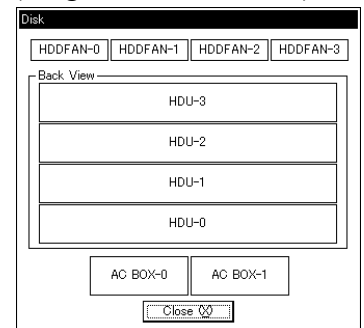 Disk
HDDFAN-0 HDDFAN-1 HDDFAN-2 HDDFAN-3
Back View
HDU-3
HDU-2
HDU-1
HDU-0
AC BOX-0 AC BOX-1
Close (X)